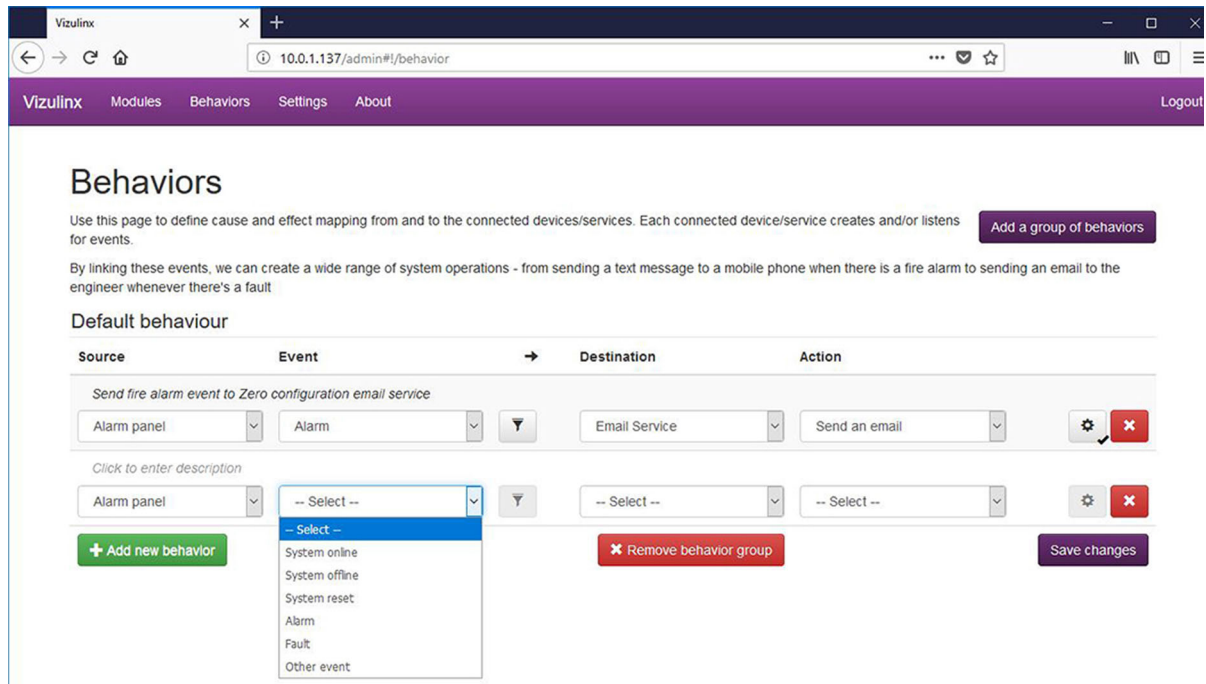 Vizulinx
10.0.1.137/admin#!/behavior
Vizulinx Modules Behaviors Settings About Logout
Behaviors
Use this page to define cause and effect mapping from and to the connected devices/services. Each connected device/service creates and/or listens
for events.
Add a group of behaviors
By linking these events, we can create a wide range of system operations - from sending a text message to a mobile phone when there is a fire alarm to sending an email to the
engineer whenever there's a fault
Default behaviour
Source Event Destination Action
Send fire alarm event to Zero configuration email service
Alarm panel Alarm Email Service Send an email
Click to enter description
Alarm panel -- Select -- -- Select -- -- Select --
-- Select --
System online
System offline
System reset
Alarm
Fault
Other event
Add new behavior Remove behavior group Save changes